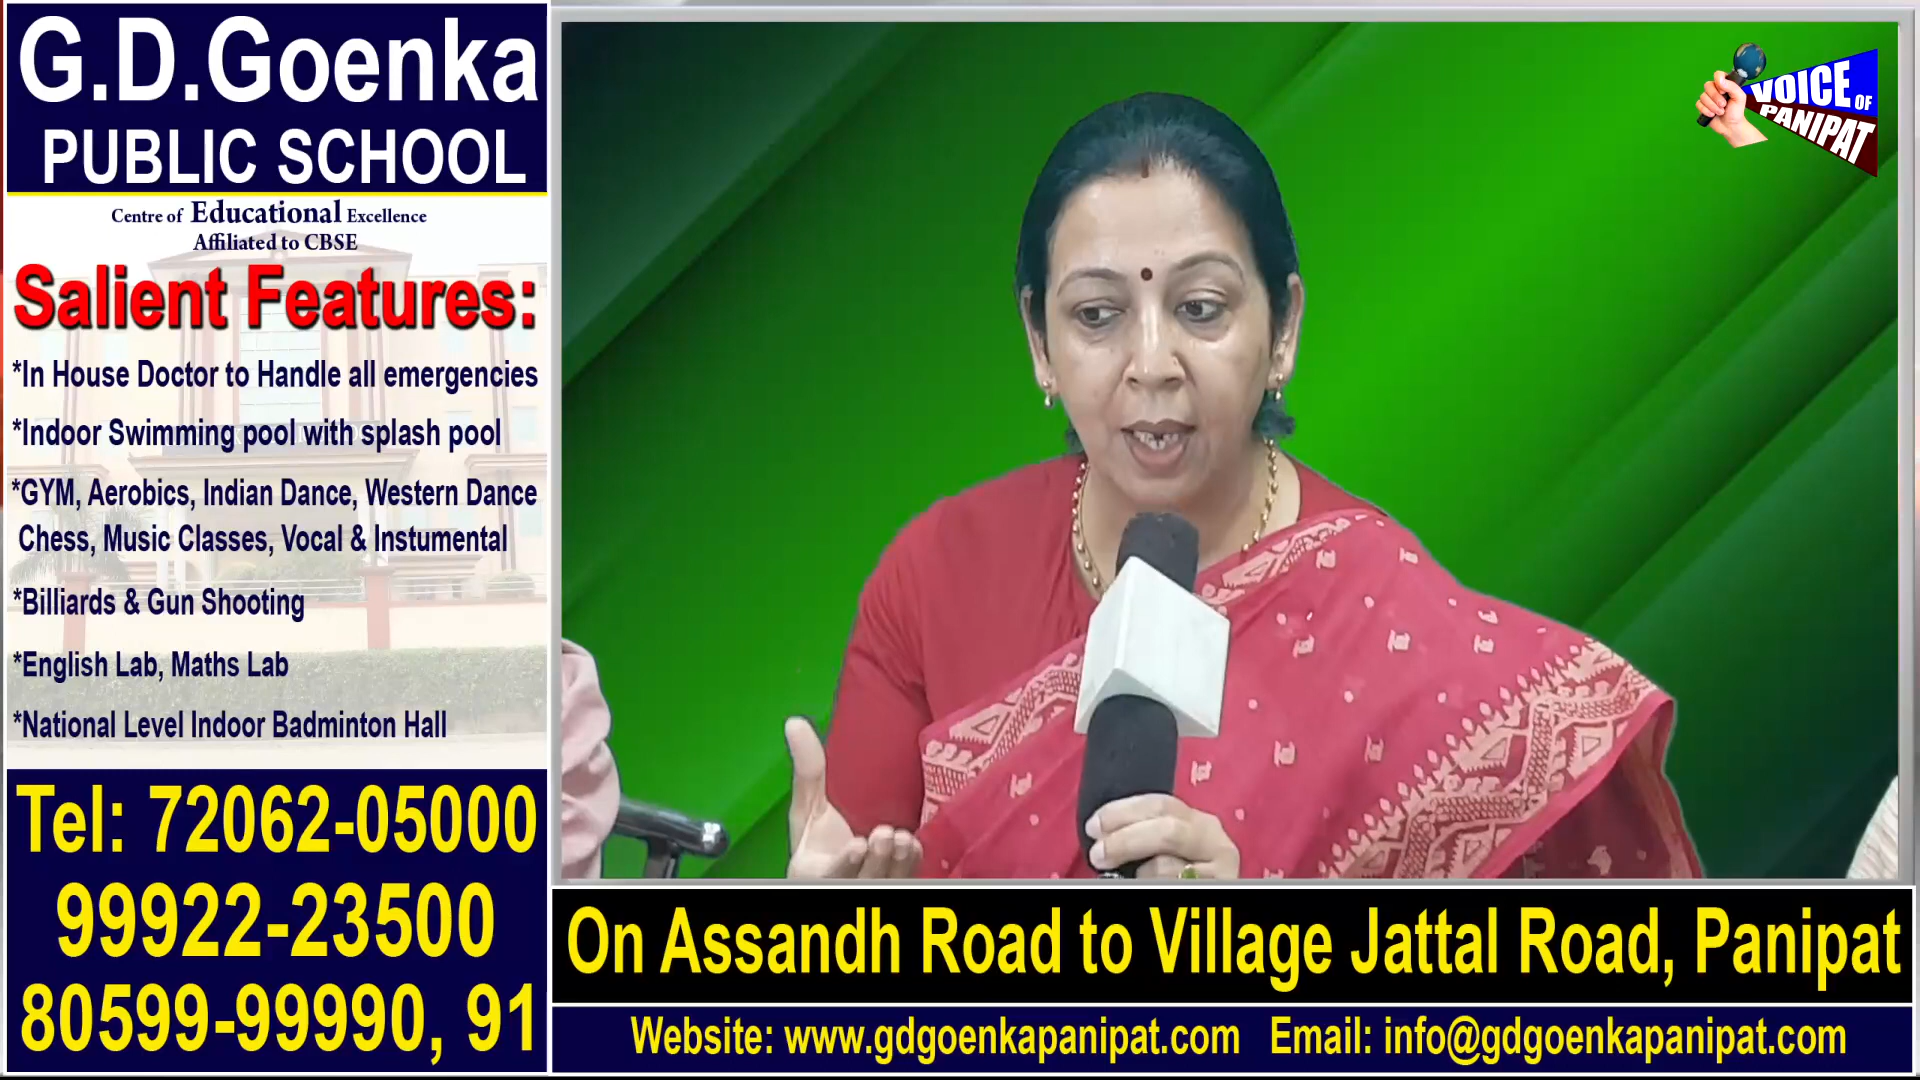 G.D.Goenka
PUBLIC SCHOOL
Centre of Educational Excellence
Affiliated to CBSE
Salient Features:
*In House Doctor to Handle all emergencies
*Indoor Swimming pool with splash pool
*GYM, Aerobics, Indian Dance, Western Dance
Chess, Music Classes, Vocal & Instumental
*Billiards & Gun Shooting
*English Lab, Maths Lab
*National Level Indoor Badminton Hall
Tel: 72062-05000
99922-23500
80599-99990, 91
VOICE OF
PANIPAT
On Assandh Road to Village Jattal Road, Panipat
Website: www.gdgoenkapanipat.com Email: info@gdgoenkapanipat.com